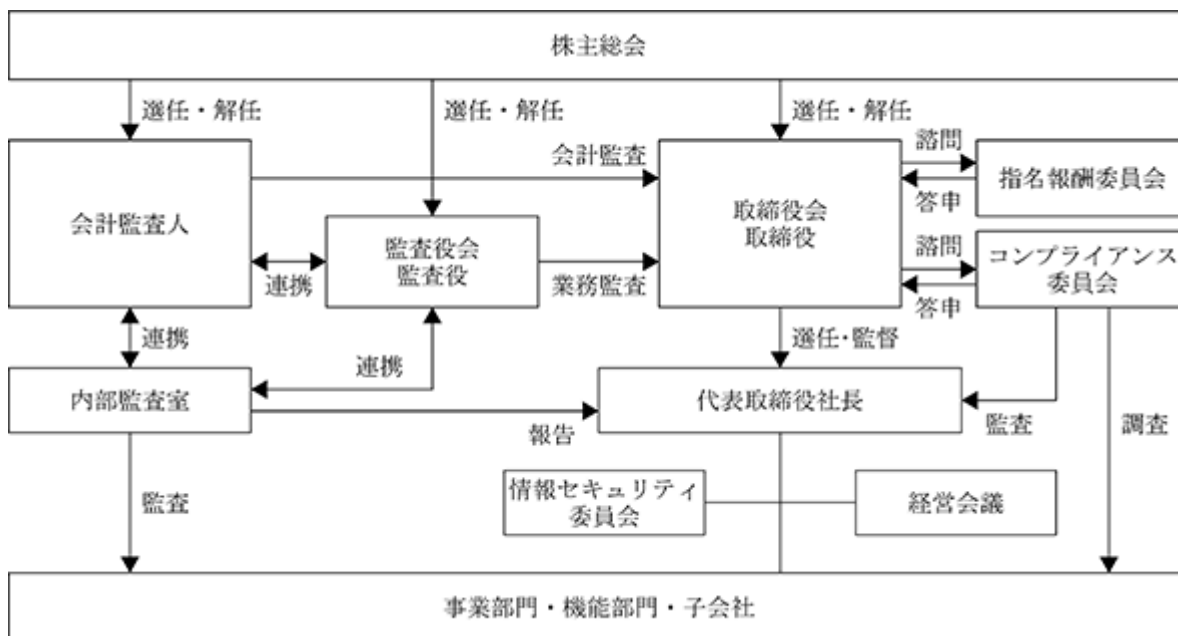 株主総会
選任・解任
選任・解任
選任・解任
会計監査
諮問
指名報酬委員会
答申
会計監査人
取締役会
取締役
監査役会
監査役
連携
業務監査
諮問
コンプライアンス
委員会
答申
連携
連携
選任・監督
内部監査室
代表取締役社長
報告
監査
調査
監査
情報セキュリティ
委員会
経営会議
事業部門・機能部門・子会社